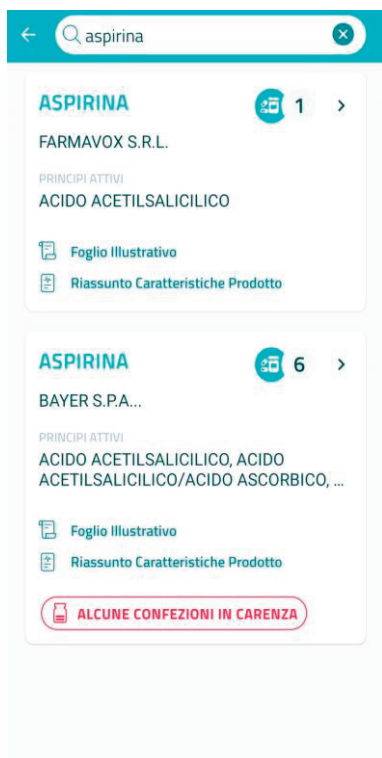 aspirina
ASPIRINA 1
FARMAVOX S.R.L.
PRINCIPI ATTIVI
ACIDO ACETILSALICILICO
Foglio Illustrativo
Riassunto Caratteristiche Prodotto
ASPIRINA 6
BAYER S.P.A...
PRINCIPI ATTIVI
ACIDO ACETILSALICILICO, ACIDO
ACETILSALICILICO/ACIDO ASCORBICO, ...
Foglio Illustrativo
Riassunto Caratteristiche Prodotto
ALCUNE CONFEZIONI IN CARENZA